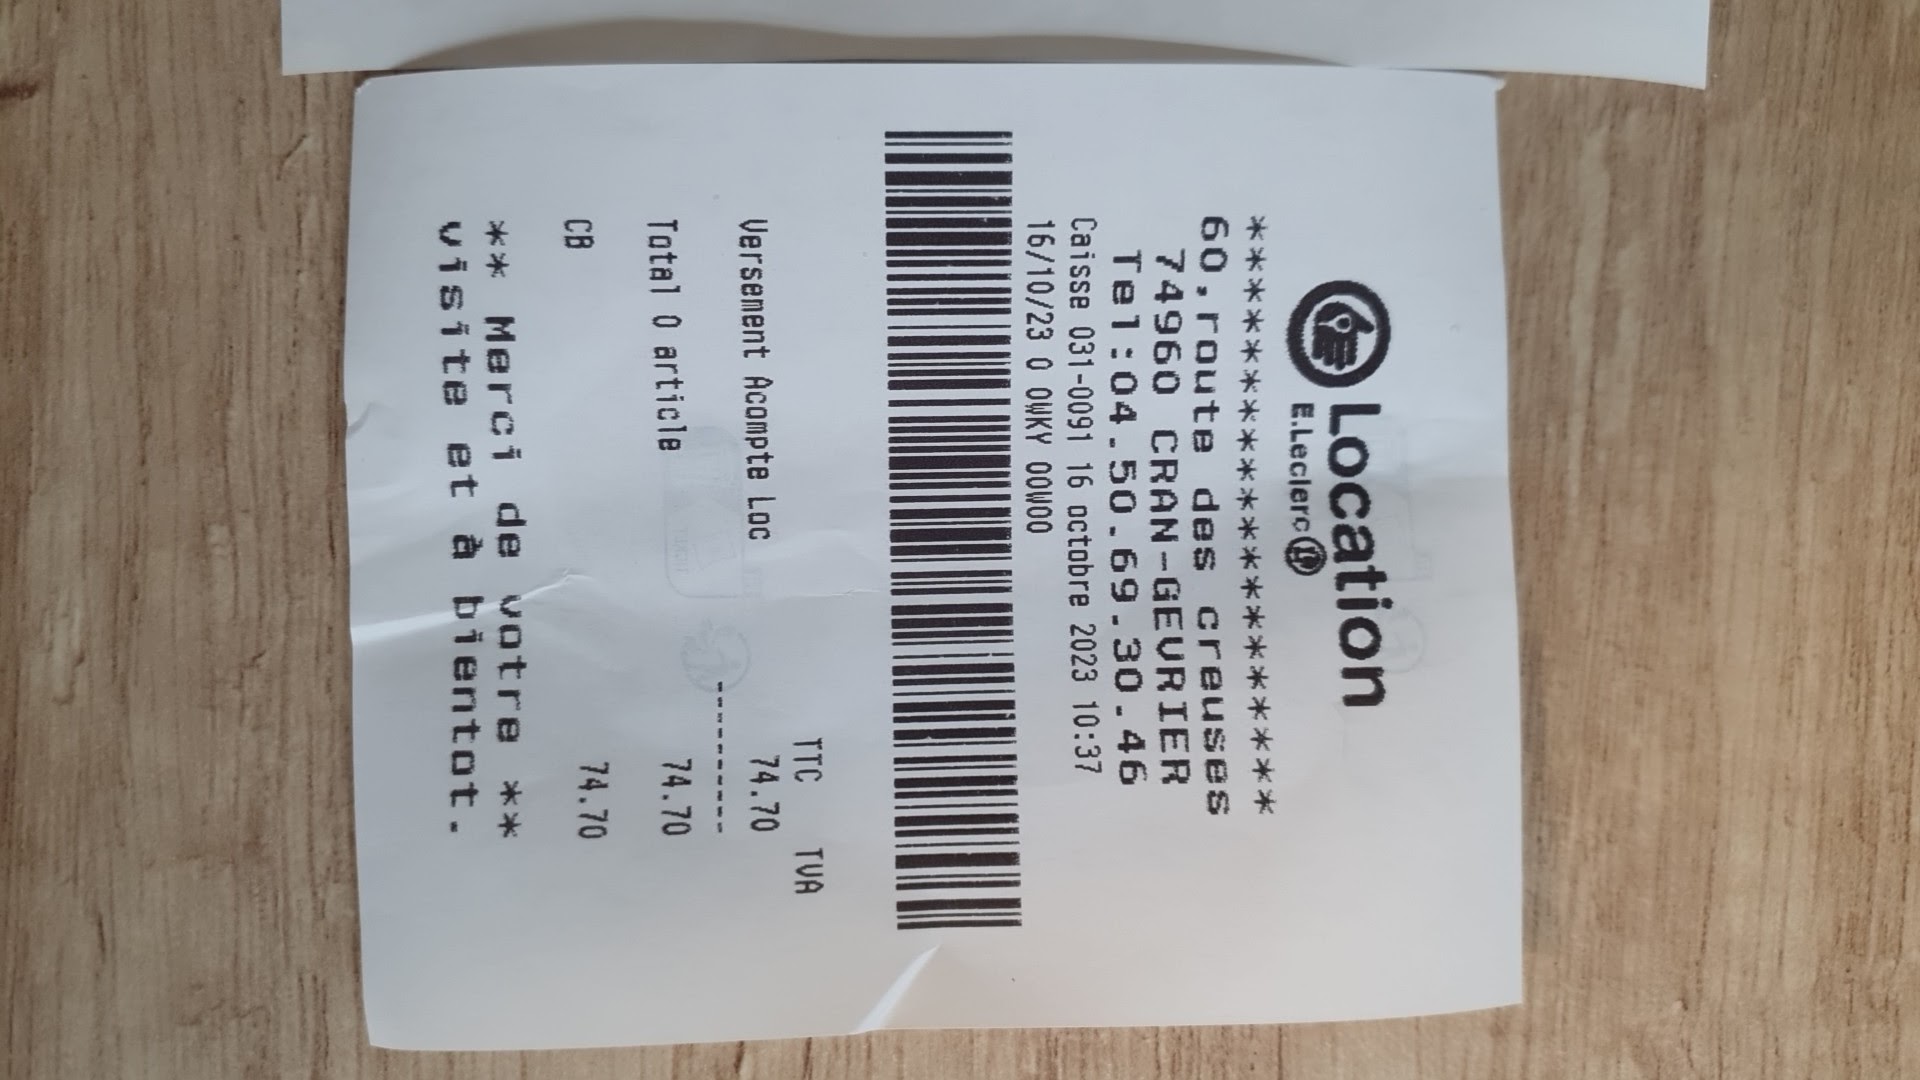 Location
E.Leclerc
********************
60,route des creuses
74960 CRAN-GEVRIER
Tel:04.50.69.30.46
Caisse 031-0091 16 octobre 2023 10:37
16/10/23 0 0WKY 00W00
TTC TVA
Versement Acompte Loc 74.70
----------
Total 0 article 74.70
CB 74.70
** Merci de votre **
visite et à bientot.